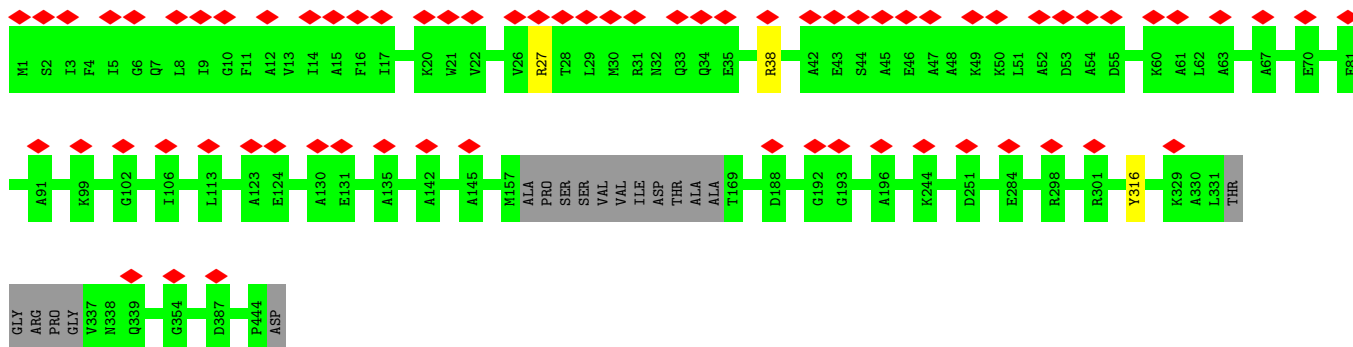 M1 S2 I3 F4 I5 G6 Q7 L8 I9 G10 F11 A12 V13 I14 A15 F16 I17 K20 W21 V22 V26 R27 T28 L29 M30 R31 N32 Q33 Q34 E35 R38 A42 E43 S44 A45 E46 A47 A48 K49 K50 L51 A52 D53 A54 D55 K60 A61 L62 A63 A67 E70 E81
A91 K99 G102 I106 L113 A123 E124 A130 E131 A135 A142 A145 M157 ALA PRO SER SER VAL VAL ILE ASP THR ALA ALA T169 D188 G192 G193 A196 K244 D251 E284 R298 R301 Y316 K329 A330 L331 THR
GLY ARG PRO GLY V337 N338 Q339 G354 D387 P444 ASP